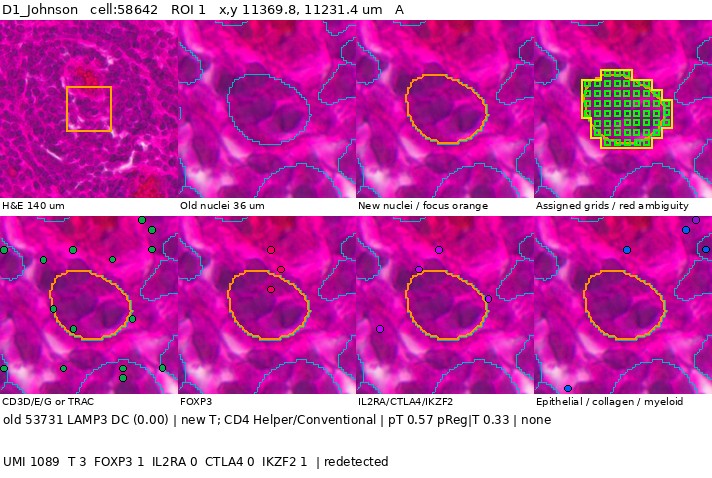 D1_Johnson cell:58642 ROI 1 x,y 11369.8, 11231.4 um A
H&E 140 um
Old nuclei 36 um
New nuclei / focus orange
Assigned grids / red ambiguity
CD3D/E/G or TRAC
FOXP3
IL2RA/CTLA4/IKZF2
Epithelial / collagen / myeloid
old 53731 LAMP3 DC (0.00) | new T; CD4 Helper/Conventional | pT 0.57 pReg|T 0.33 | none
UMI 1089 T 3 FOXP3 1 IL2RA 0 CTLA4 0 IKZF2 1 | redetected